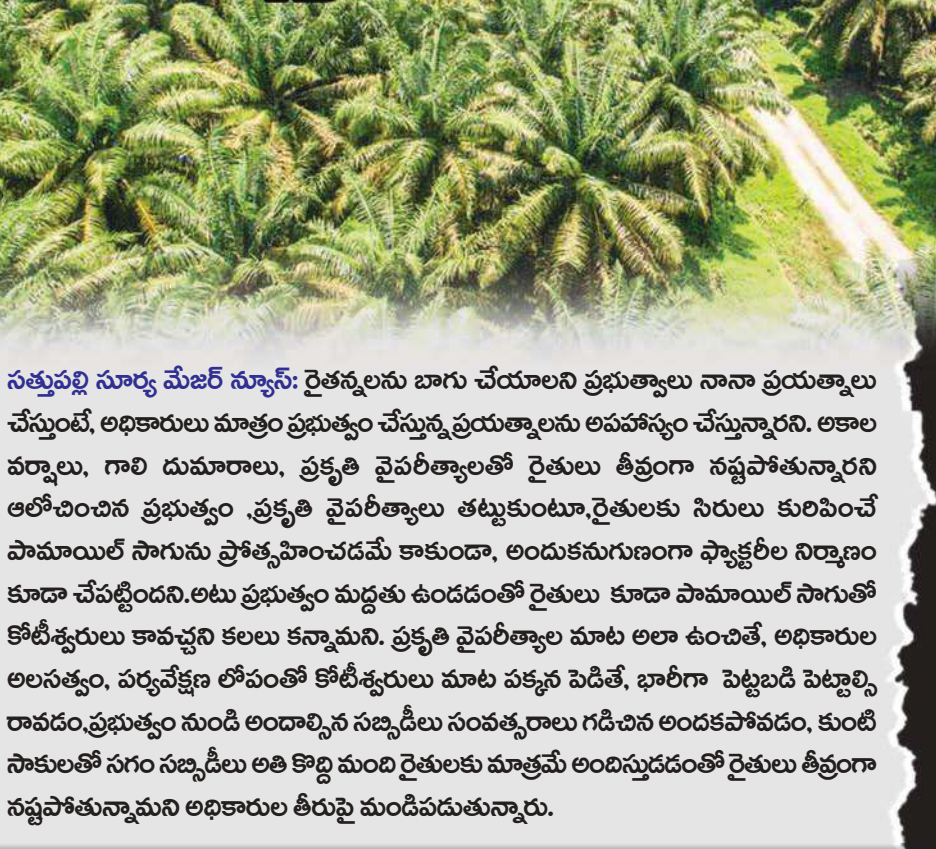 సత్తుపల్లి సూర్య మేజర్ న్యూస్: రైతన్నలను బాగు చేయాలని ప్రభుత్వాలు నానా ప్రయత్నాలు
చేస్తుంటే, అధికారులు మాత్రం ప్రభుత్వం చేస్తున్న ప్రయత్నాలను అపహాస్యం చేస్తున్నారని. అకాల
వర్షాలు, గాలి దుమారాలు, ప్రకృతి వైపరీత్యాలతో రైతులు తీవ్రంగా నష్టపోతున్నారని
ఆలోచించిన ప్రభుత్వం ,ప్రకృతి వైపరీత్యాలు తట్టుకుంటూ,రైతులకు సిరులు కురిపించే
పామాయిల్ సాగును ప్రోత్సహించడమే కాకుండా, అందుకనుగుణంగా ఫ్యాక్టరీల నిర్మాణం
కూడా చేపట్టిందని.అటు ప్రభుత్వం మద్దతు ఉండడంతో రైతులు కూడా పామాయిల్ సాగుతో
కోటీశ్వరులు కావచ్చని కలలు కన్నామని. ప్రకృతి వైపరీత్యాల మాట అలా ఉంచితే, అధికారుల
అలసత్వం, పర్యవేక్షణ లోపంతో కోటీశ్వరులు మాట పక్కన పెడితే, భారీగా పెట్టబడి పెట్టాల్సి
రావడం,ప్రభుత్వం నుండి అందాల్సిన సబ్సిడీలు సంవత్సరాలు గడిచిన అందకపోవడం, కుంటి
సాకులతో సగం సబ్సిడీలు అతి కొద్ది మంది రైతులకు మాత్రమే అందిస్తుడడంతో రైతులు తీవ్రంగా
నష్టపోతున్నామని అధికారుల తీరుపై మండిపడుతున్నారు.